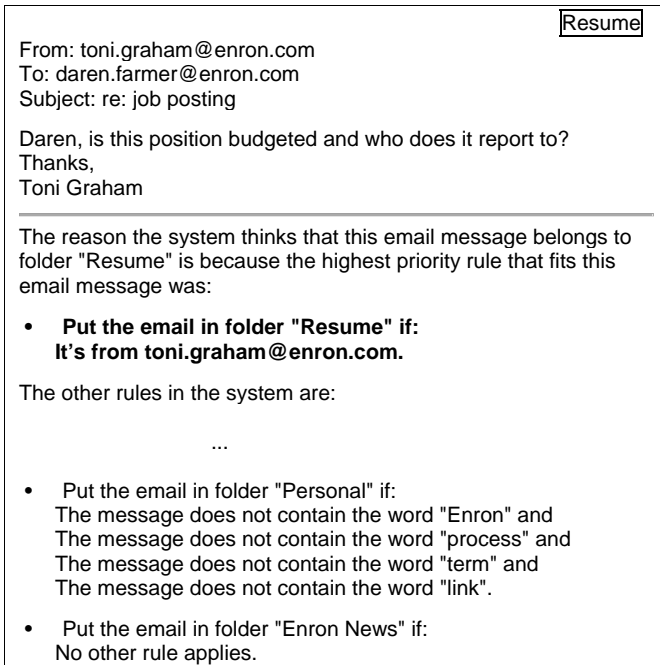 Resume
From: toni.graham@enron.com
To: daren.farmer@enron.com
Subject: re: job posting
Daren, is this position budgeted and who does it report to?
Thanks,
Toni Graham
The reason the system thinks that this email message belongs to
folder "Resume" is because the highest priority rule that fits this
email message was:
• Put the email in folder "Resume" if:
It’s from toni.graham@enron.com.
The other rules in the system are:
...
• Put the email in folder "Personal" if:
The message does not contain the word "Enron" and
The message does not contain the word "process" and
The message does not contain the word "term" and
The message does not contain the word "link".
• Put the email in folder "Enron News" if:
No other rule applies.